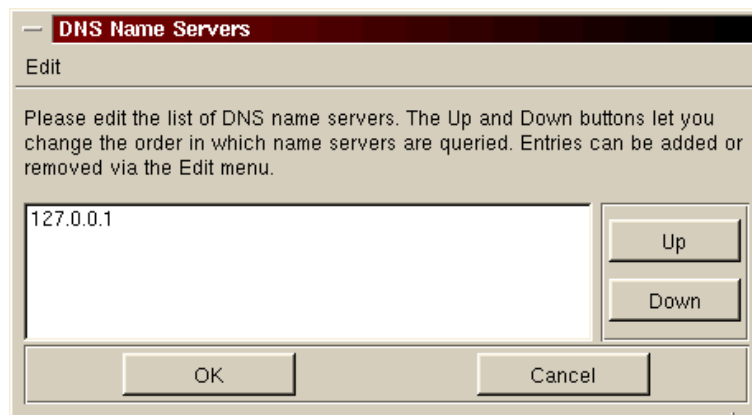 DNS Name Servers
Edit
Please edit the list of DNS name servers. The Up and Down buttons let you
change the order in which name servers are queried. Entries can be added or
removed via the Edit menu.
127.0.0.1
Up
Down
OK
Cancel